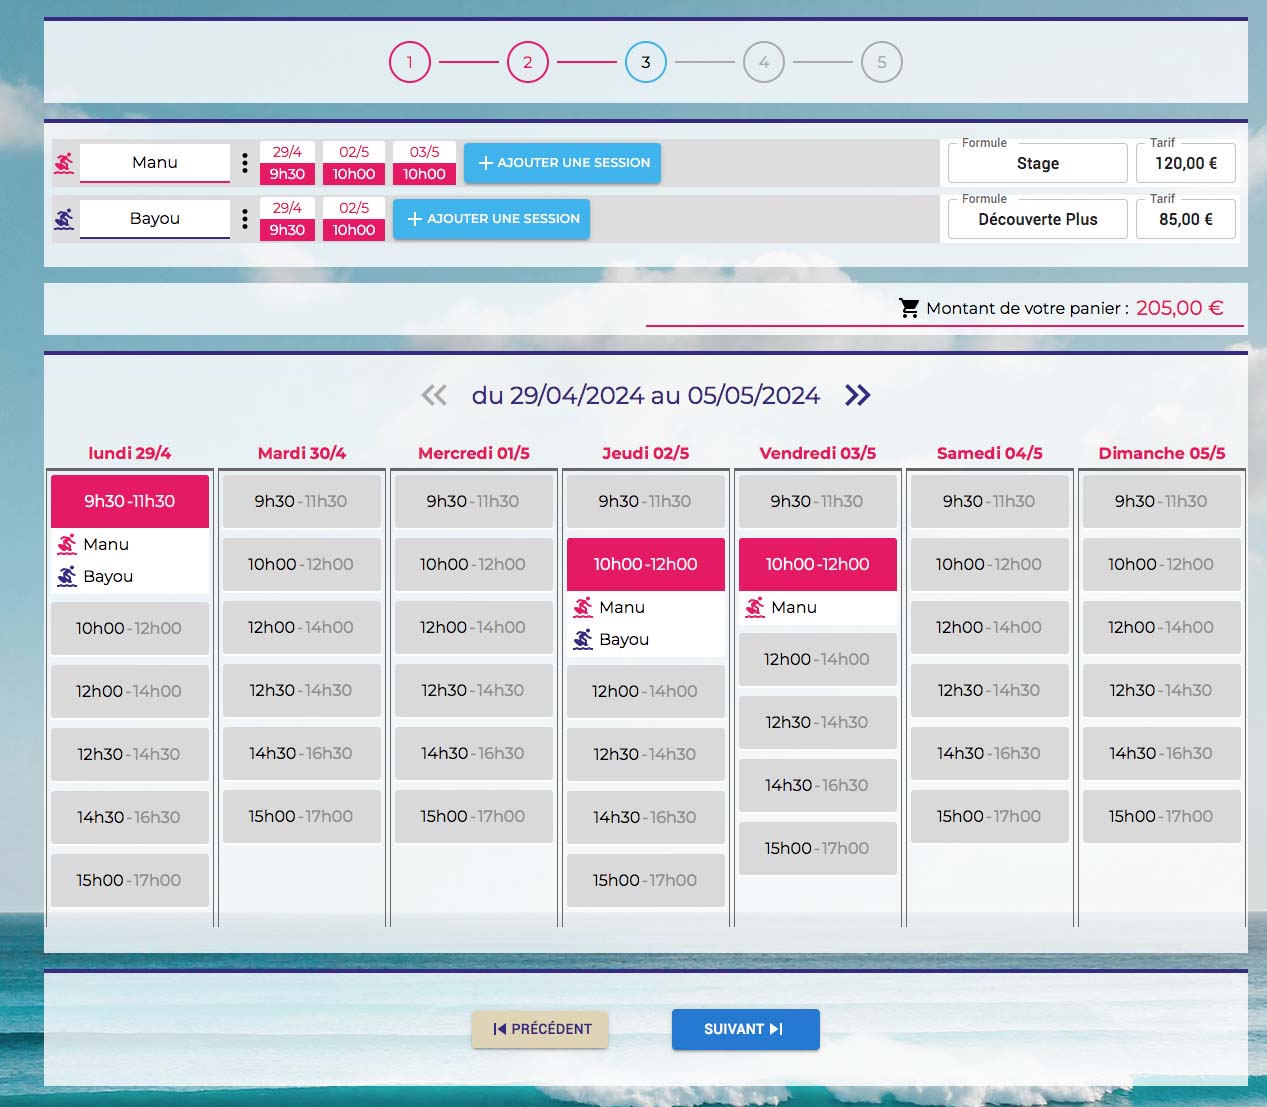 1 2 3 4 5
29/4 02/5 03/5 Formule Tarif
Manu 9h30 10h00 10h00 AJOUTER UNE SESSION Stage 120,00 €
29/4 02/5 Formule Tarif
Bayou 9h30 10h00 AJOUTER UNE SESSION Découverte Plus 85,00 €
Montant de votre panier : 205,00 €
du 29/04/2024 au 05/05/2024
lundi 29/4
9h30-11h30
Manu
Bayou
10h00-12h00
12h00-14h00
12h30-14h30
14h30-16h30
15h00-17h00
Mardi 30/4
9h30-11h30
10h00-12h00
12h00-14h00
12h30-14h30
14h30-16h30
15h00-17h00
Mercredi 01/5
9h30-11h30
10h00-12h00
12h00-14h00
12h30-14h30
14h30-16h30
15h00-17h00
Jeudi 02/5
9h30-11h30
10h00-12h00
Manu
Bayou
12h00-14h00
12h30-14h30
14h30-16h30
15h00-17h00
Vendredi 03/5
9h30-11h30
10h00-12h00
Manu
12h00-14h00
12h30-14h30
14h30-16h30
15h00-17h00
Samedi 04/5
9h30-11h30
10h00-12h00
12h00-14h00
12h30-14h30
14h30-16h30
15h00-17h00
Dimanche 05/5
9h30-11h30
10h00-12h00
12h00-14h00
12h30-14h30
14h30-16h30
15h00-17h00
PRÉCÉDENT SUIVANT